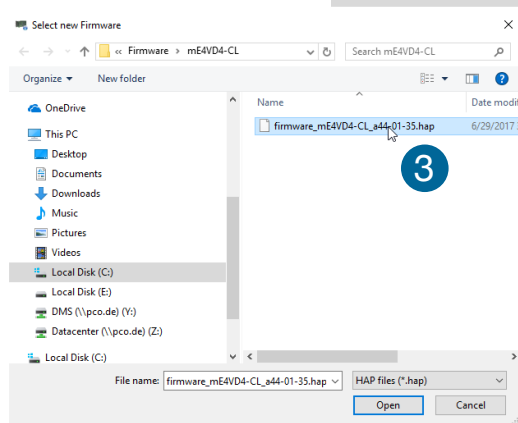 Select new Firmware
« Firmware > mE4VD4-CL
Search mE4VD4-CL
Organize
New folder
OneDrive
This PC
Desktop
Documents
Downloads
Music
Pictures
Videos
Local Disk (C:)
Local Disk (E:)
DMS (\\pco.de) (Y:)
Datacenter (\\pco.de) (Z:)
Local Disk (C:)
Name
Date modif
firmware_mE4VD4-CL_a44-01-35.hap
6/29/2017
3
File name:
firmware_mE4VD4-CL_a44-01-35.hap
HAP files (*.hap)
Open
Cancel